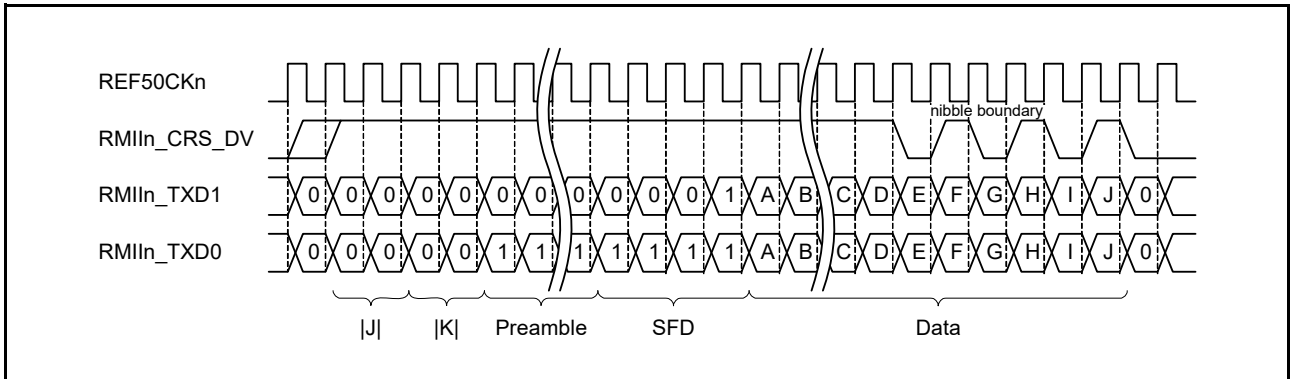 REF50CKn
nibble boundary
RMIIn_CRS_DV
RMIIn_TXD1 0 0 0 0 0 0 0 0 0 0 0 1 A B C D E F G H I J 0
RMIIn_TXD0 0 0 0 0 0 1 1 1 1 1 1 1 A B C D E F G H I J 0
|J| |K| Preamble SFD Data